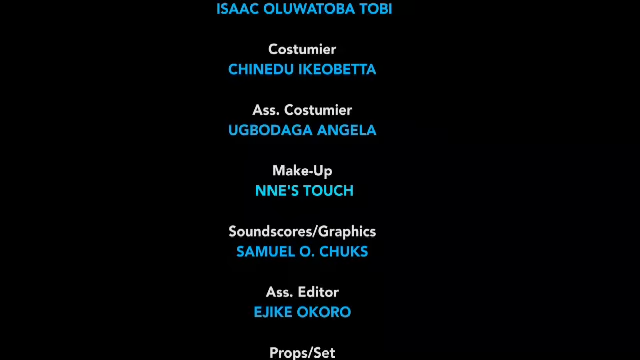 ISAAC OLUWATOBA TOBI
Costumier
CHINEDU IKEOBETTA
Ass. Costumier
UGBODAGA ANGELA
Make-Up
NNE'S TOUCH
Soundscores/Graphics
SAMUEL O. CHUKS
Ass. Editor
EJIKE OKORO
Props/Set